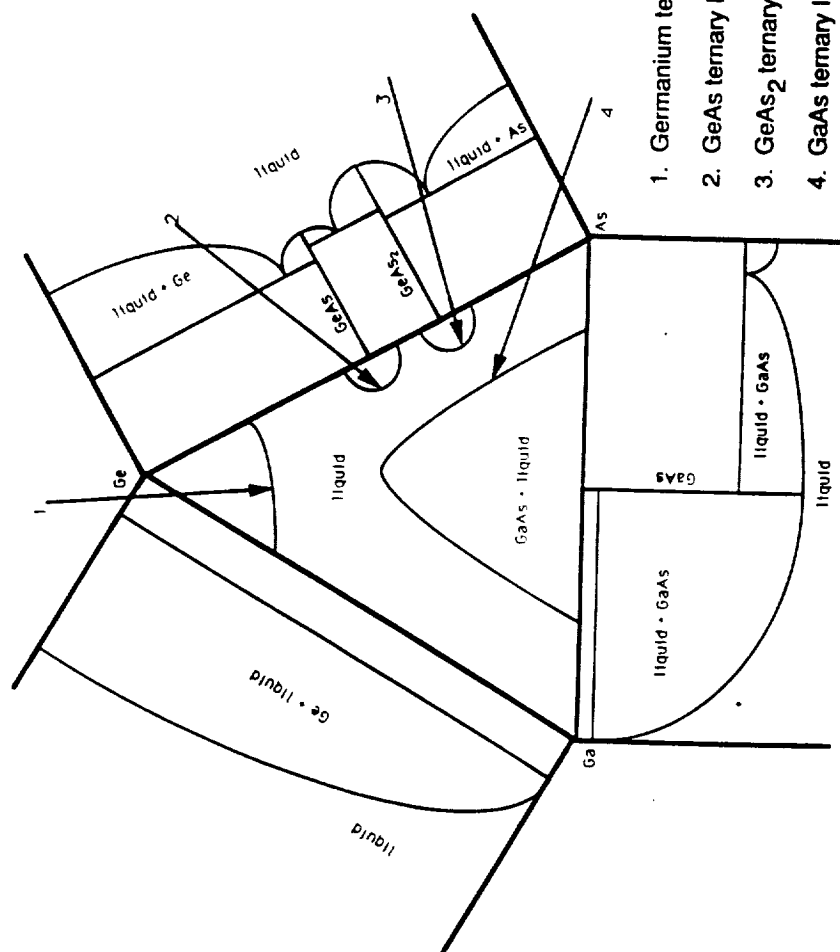 1
Ge
liquid + Ge
liquid
2
3
4
GeAs
GeAs2
liquid + As
As
Ge + liquid
liquid
liquid
GaAs + liquid
Ga
GaAs
liquid + GaAs
liquid + GaAs
liquid
1. Germanium te
2. GeAs ternary l
3. GeAs2 ternary
4. GaAs ternary l